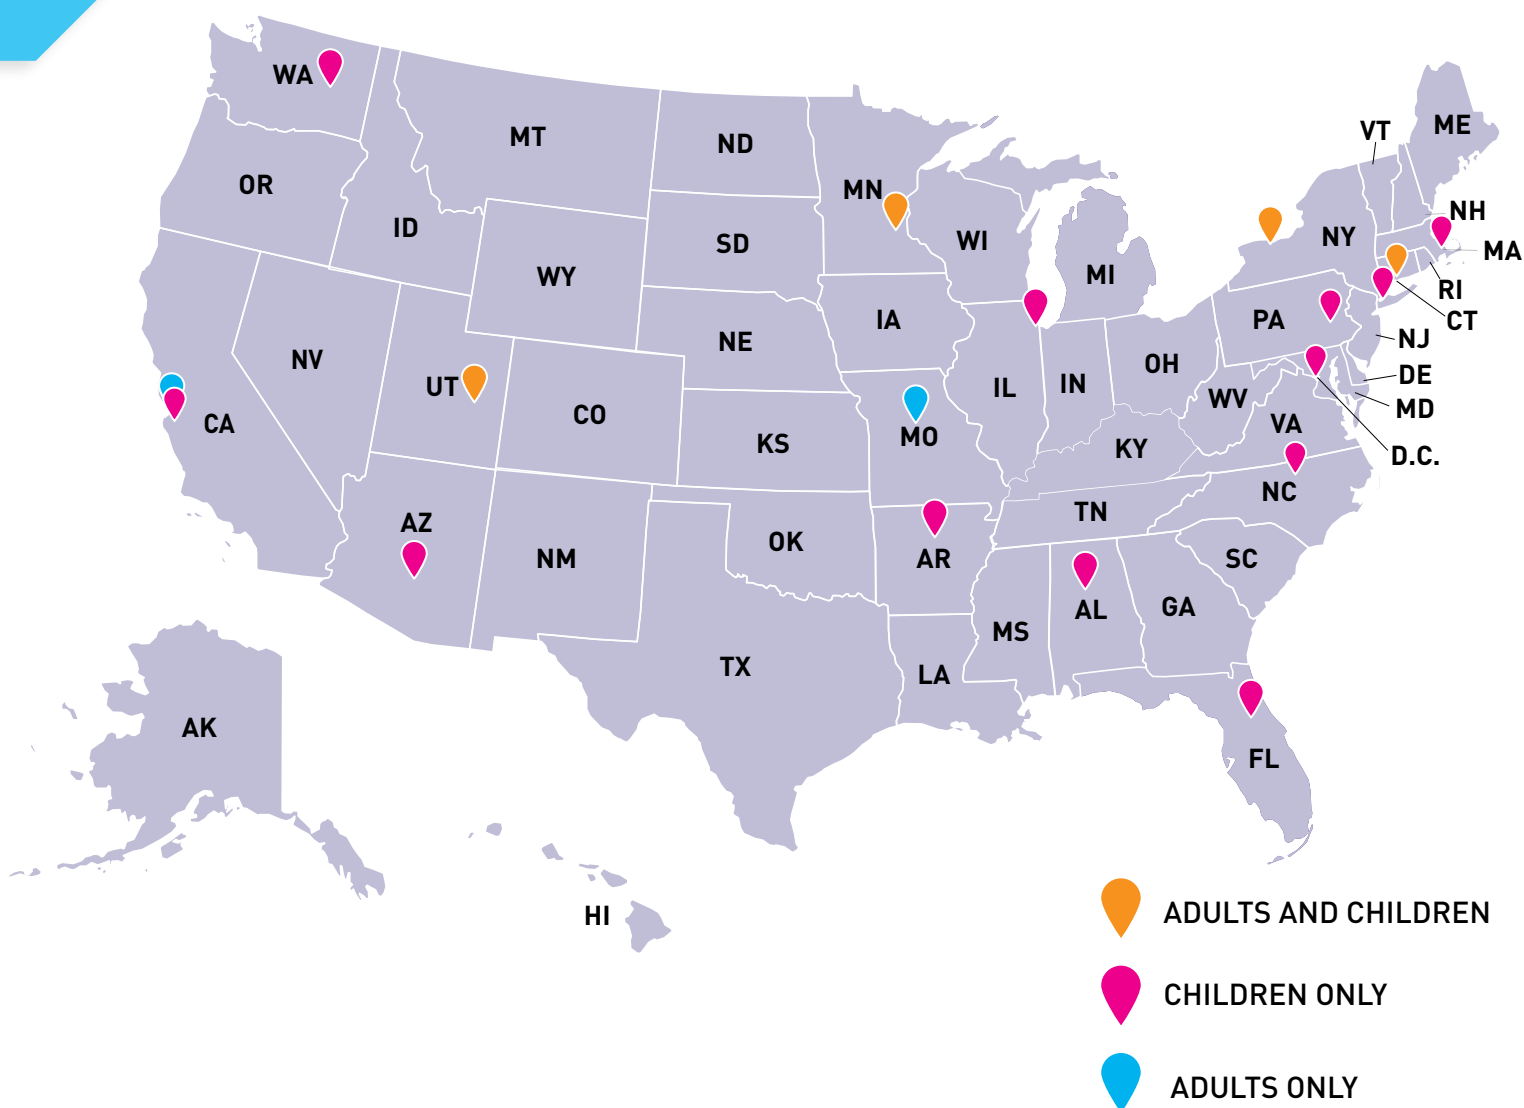 WA
MT
ND
MN
OR
ID
SD
WI
MI
WY
VT
ME
NH
NY
MA
RI
CT
NJ
DE
MD
D.C.
PA
IA
NE
NV
UT
CO
CA
IL
IN
OH
WV
VA
KS
MO
KY
NC
TN
AZ
NM
OK
AR
SC
MS
AL
GA
TX
LA
FL
AK
HI
ADULTS AND CHILDREN
CHILDREN ONLY
ADULTS ONLY